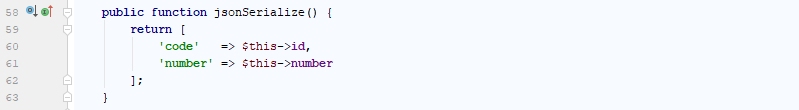 58 public function jsonSerialize() {
59 return [
60 'code' => $this->id,
61 'number' => $this->number
62 ];
63 }